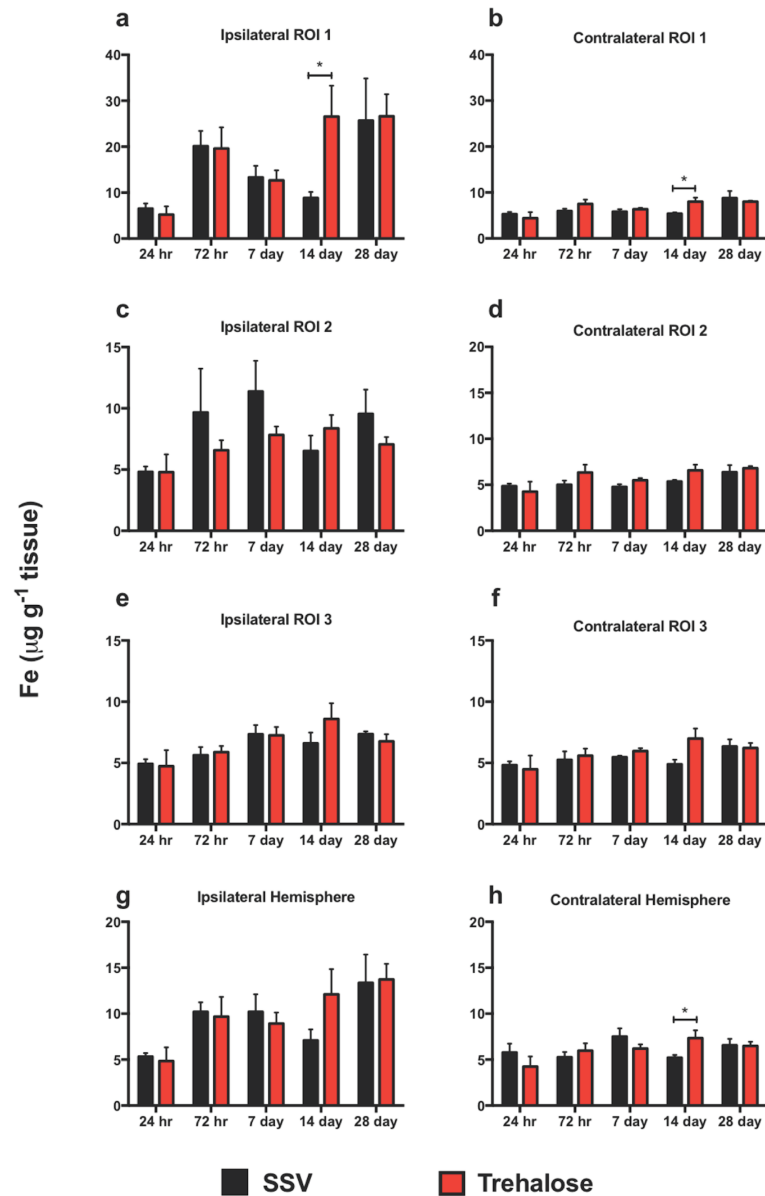 a
Ipsilateral ROI 1
40
30
20
10
0
*
24 hr 72 hr 7 day 14 day 28 day
b
Contralateral ROI 1
40
30
20
10
0
*
24 hr 72 hr 7 day 14 day 28 day
c
Ipsilateral ROI 2
15
10
5
0
24 hr 72 hr 7 day 14 day 28 day
d
Contralateral ROI 2
20
15
10
5
0
24 hr 72 hr 7 day 14 day 28 day
Fe (µg g⁻¹ tissue)
e
Ipsilateral ROI 3
15
10
5
0
24 hr 72 hr 7 day 14 day 28 day
f
Contralateral ROI 3
15
10
5
0
24 hr 72 hr 7 day 14 day 28 day
g
Ipsilateral Hemisphere
20
15
10
5
0
24 hr 72 hr 7 day 14 day 28 day
h
Contralateral Hemisphere
20
15
10
5
0
*
24 hr 72 hr 7 day 14 day 28 day
SSV Trehalose